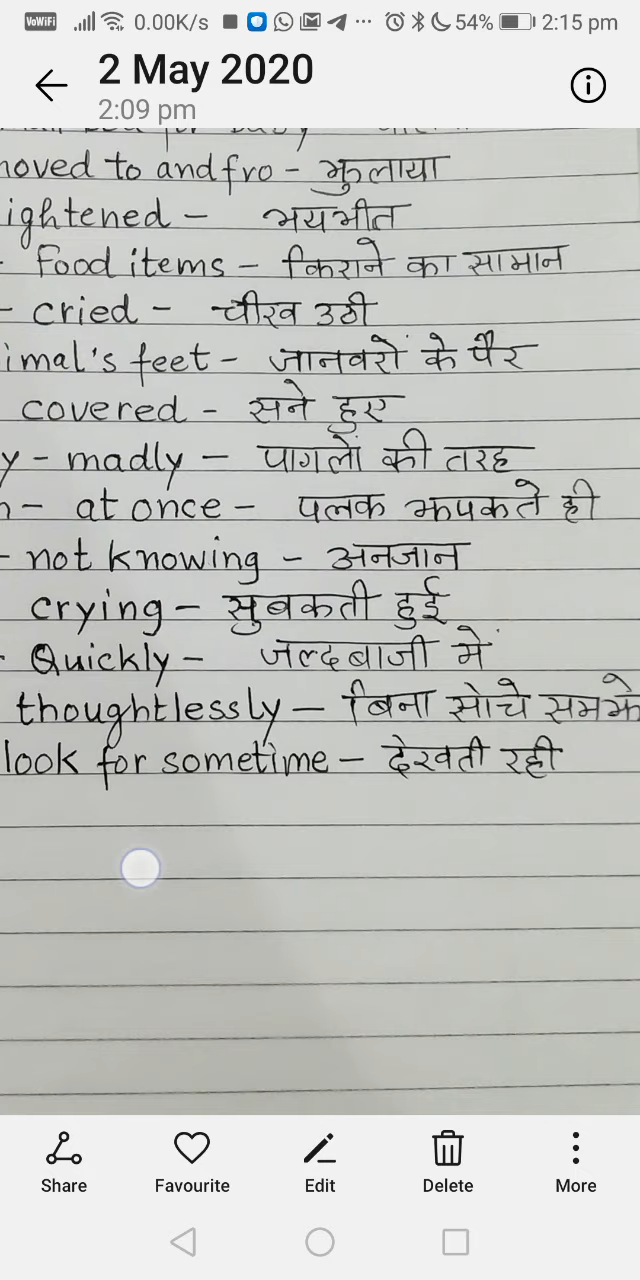 VoWiFi 0.00K/s 54% 2:15 pm
2 May 2020
2:09 pm
moved to and fro - झुलाया
ightened - भयभीत
- Food items - किराने का सामान
- cried - चीख उठी
imal's feet - जानवरों के पैर
covered - सने हुए
y - madly - पागलों की तरह
n - at once - पलक झपकते ही
- not knowing - अनजान
crying - सुबकती हुई
- Quickly - जल्दबाजी में
thoughtlessly - बिना सोचे समझे
look for sometime - देखती रही
Share Favourite Edit Delete More